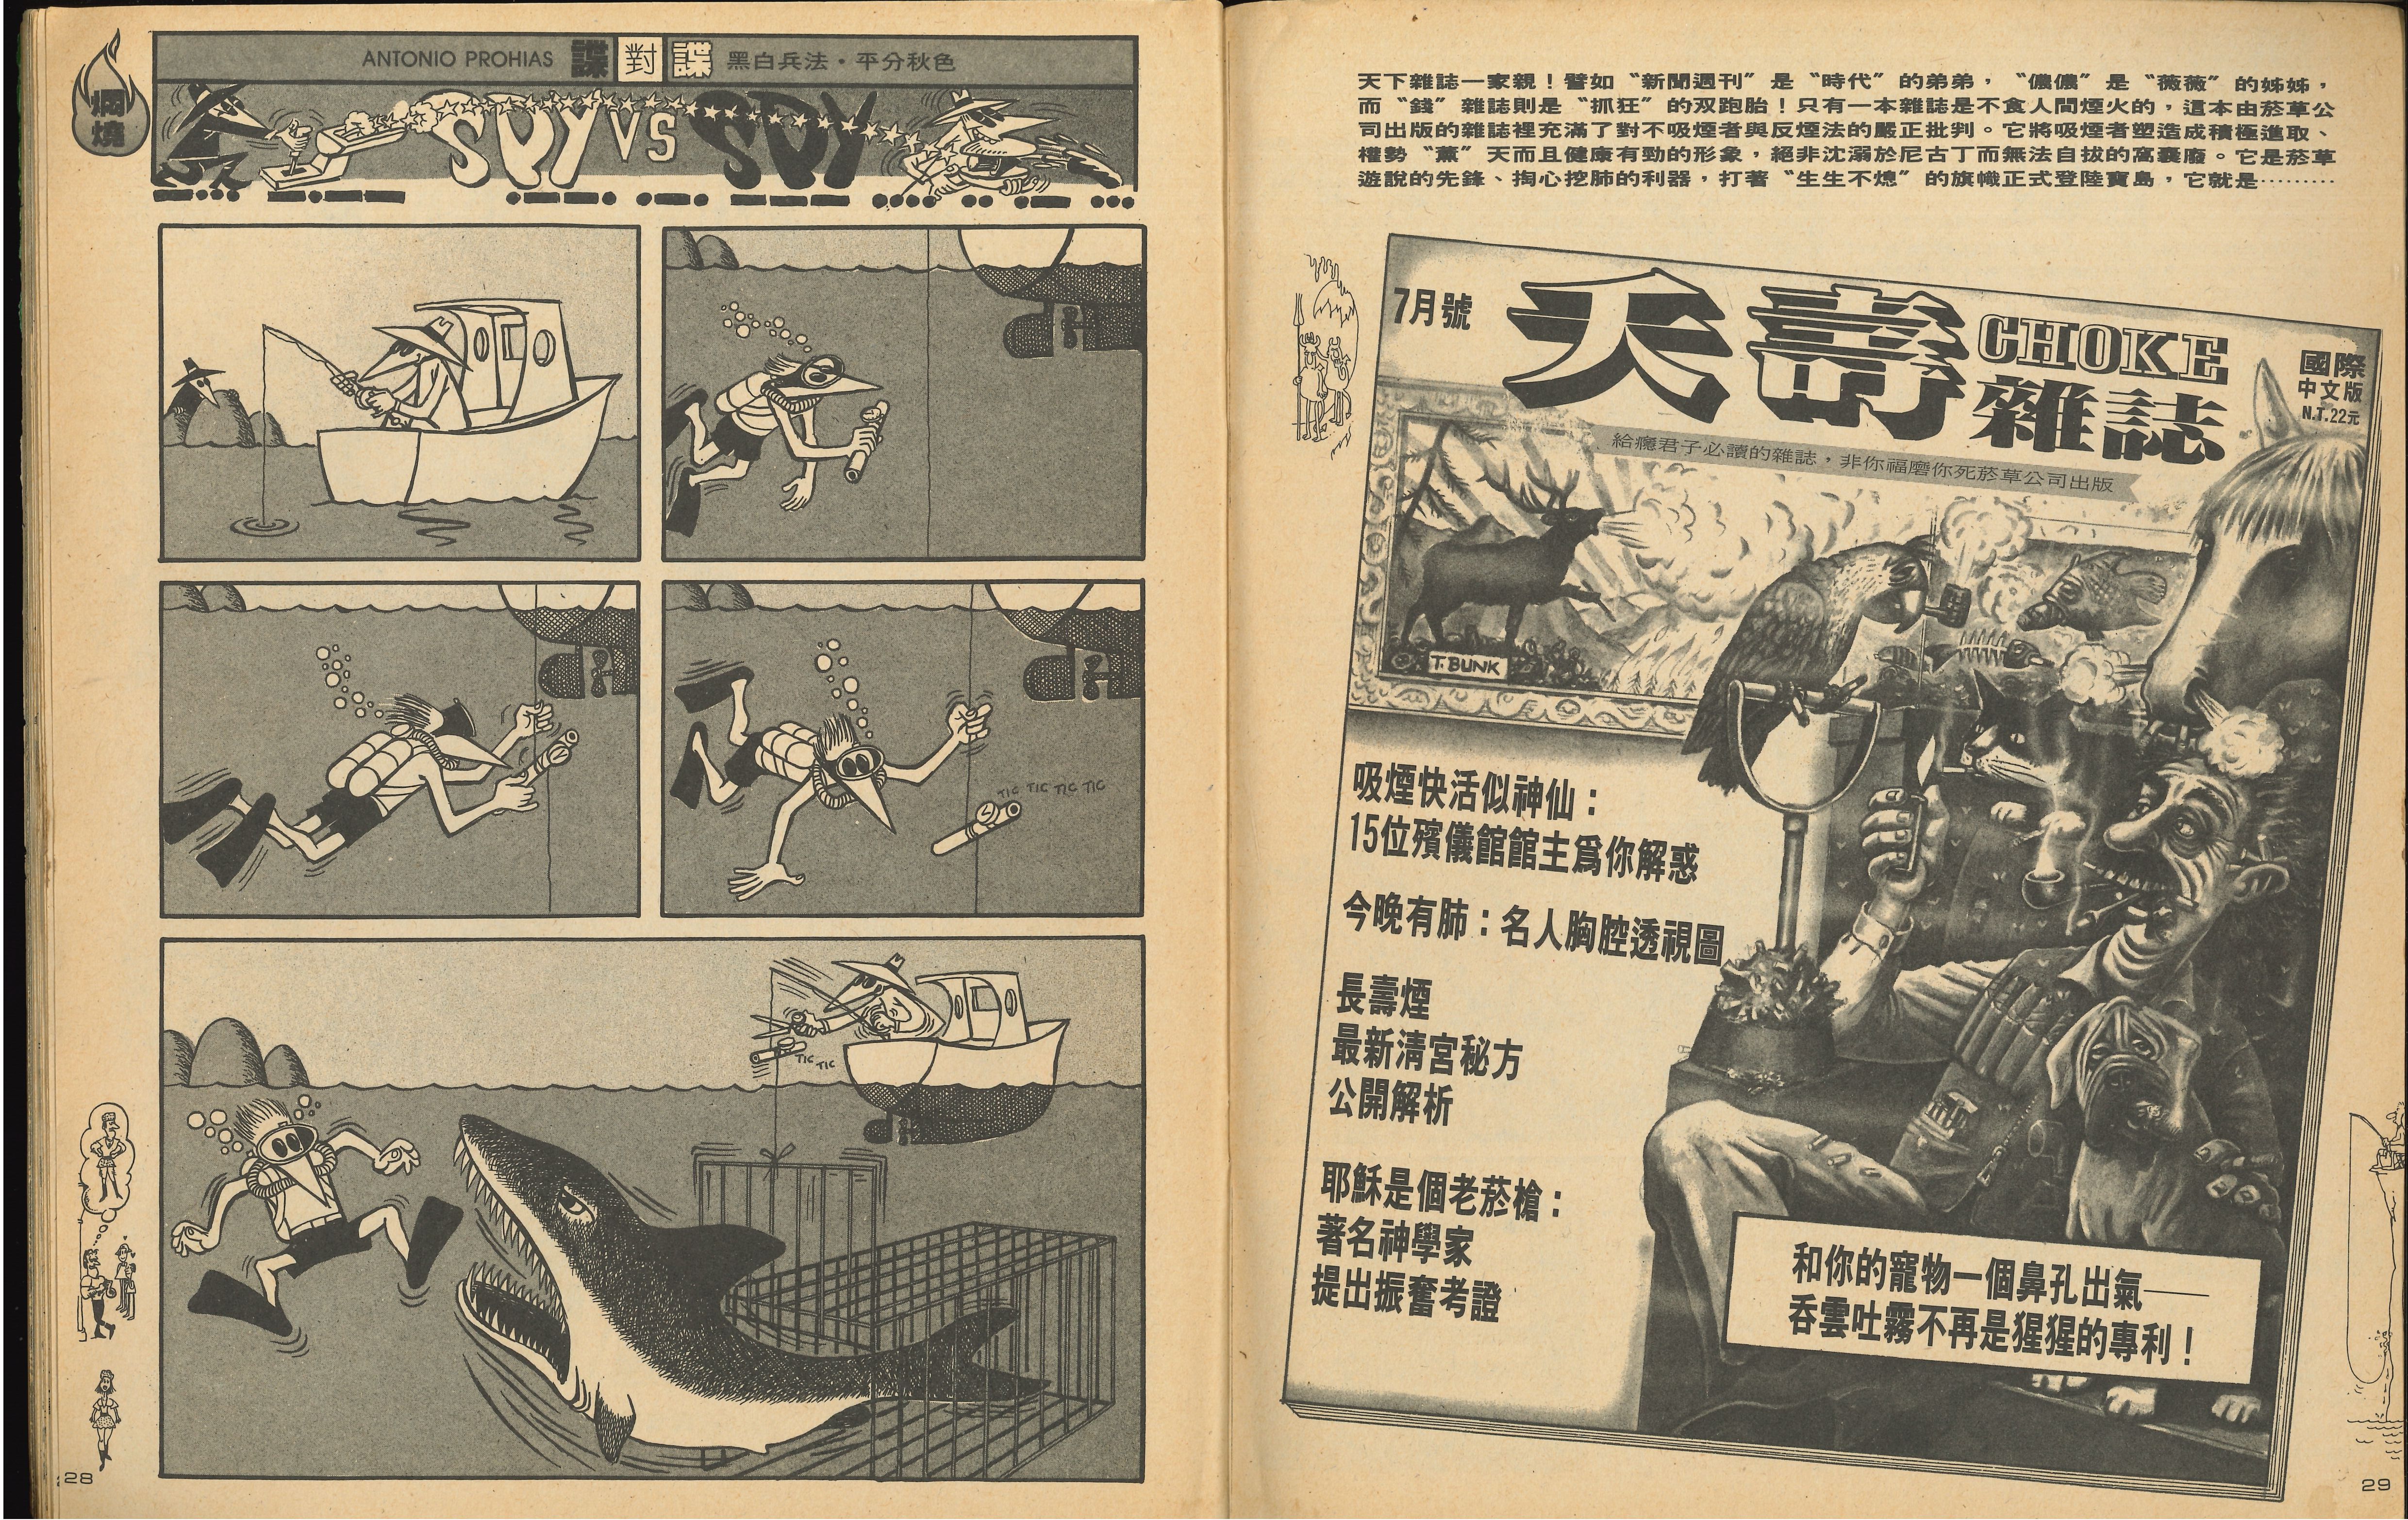 燜燒
ANTONIO PROHIAS 諜對諜 黑白兵法・平分秋色
SPY VS SPY
TIC TIC TIC TIC
TIC TIC
28
天下雜誌一家親！譬如“新聞週刊”是“時代”的弟弟，“儂儂”是“薇薇”的姊姊，
而“錢”雜誌則是“抓狂”的双跑胎！只有一本雜誌是不食人間煙火的，這本由菸草公
司出版的雜誌裡充滿了對不吸煙者與反煙法的嚴正批判。它將吸煙者塑造成積極進取、
權勢“薰”天而且健康有勁的形象，絕非沈溺於尼古丁而無法自拔的窩囊廢。它是菸草
遊說的先鋒、掏心挖肺的利器，打著“生生不熄”的旗幟正式登陸寶島，它就是………
7月號
夭壽
CHOKE
雜誌
國際
中文版
N.T.22元
給癮君子必讀的雜誌，非你福磨你死菸草公司出版
T. BUNK
吸煙快活似神仙：
15位殯儀館館主爲你解惑
今晚有肺：名人胸腔透視圖
長壽煙
最新清宮秘方
公開解析
耶穌是個老菸槍：
著名神學家
提出振奮考證
和你的寵物一個鼻孔出氣——
吞雲吐霧不再是猩猩的專利！
29